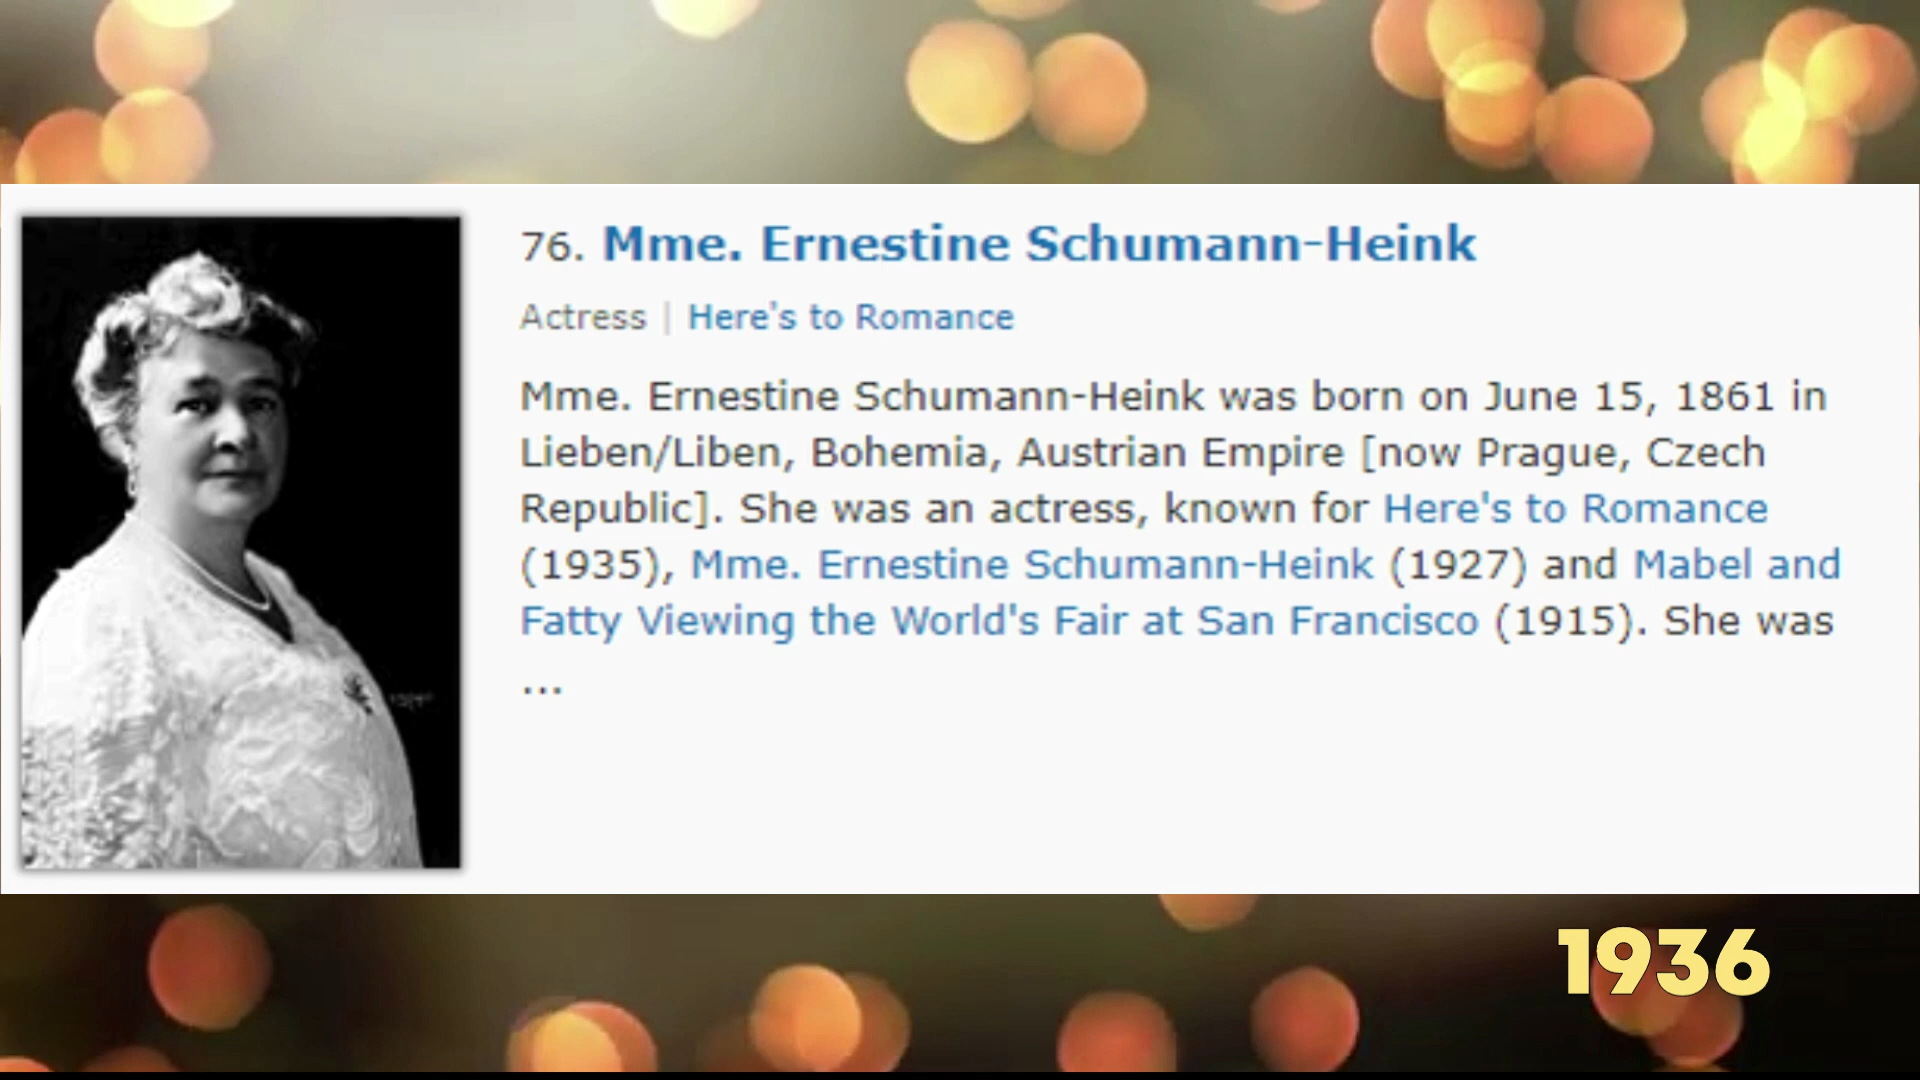 76. Mme. Ernestine Schumann-Heink
Actress | Here's to Romance
Mme. Ernestine Schumann-Heink was born on June 15, 1861 in
Lieben/Liben, Bohemia, Austrian Empire [now Prague, Czech
Republic]. She was an actress, known for Here's to Romance
(1935), Mme. Ernestine Schumann-Heink (1927) and Mabel and
Fatty Viewing the World's Fair at San Francisco (1915). She was
...
1936